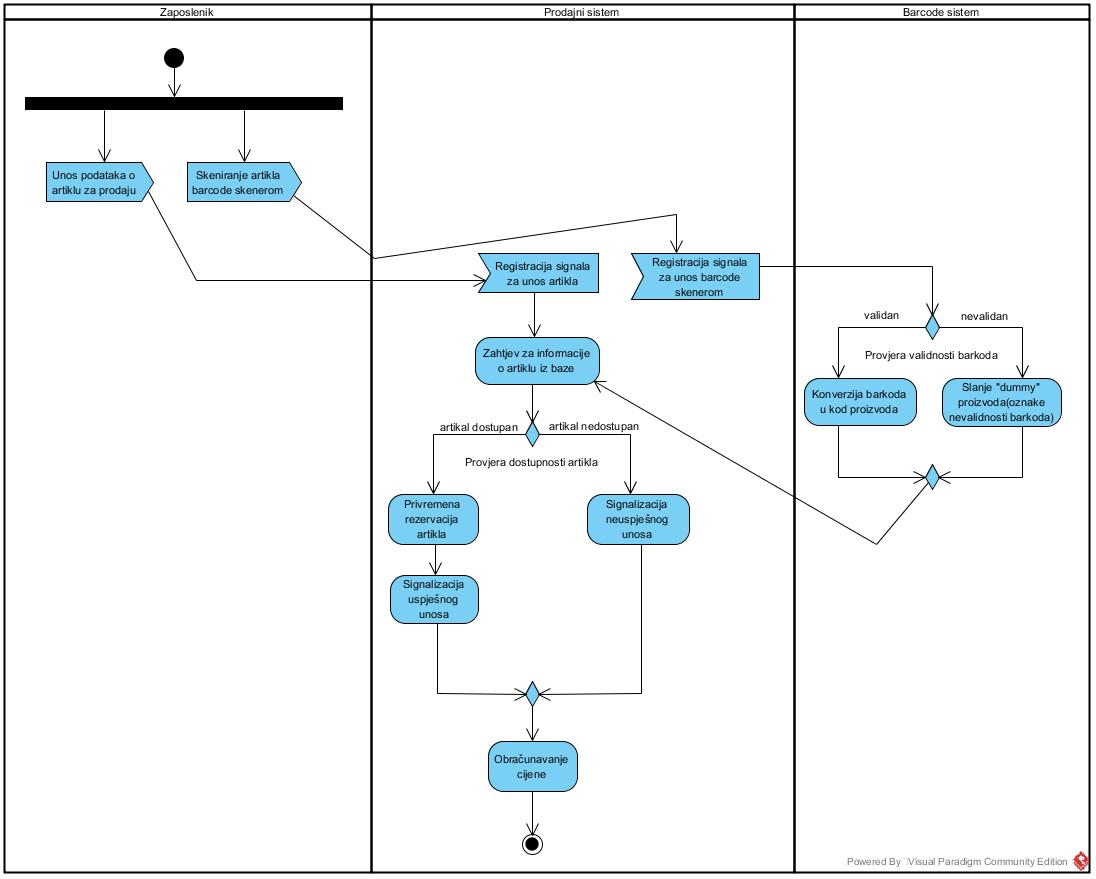 Zaposlenik
Prodajni sistem
Barcode sistem
Unos podataka o
artiklu za prodaju
Skeniranje artikla
barcode skenerom
Registracija signala
za unos artikla
Registracija signala
za unos barcode
skenerom
validan
nevalidan
Provjera validnosti barkoda
Konverzija barkoda
u kod proizvoda
Slanje "dummy"
proizvoda(oznake
nevalidnosti barkoda)
Zahtjev za informacije
o artiklu iz baze
artikal dostupan
artikal nedostupan
Provjera dostupnosti artikla
Privremena
rezervacija
artikla
Signalizacija
neuspješnog
unosa
Signalizacija
uspješnog
unosa
Obračunavanje
cijene
Powered By Visual Paradigm Community Edition